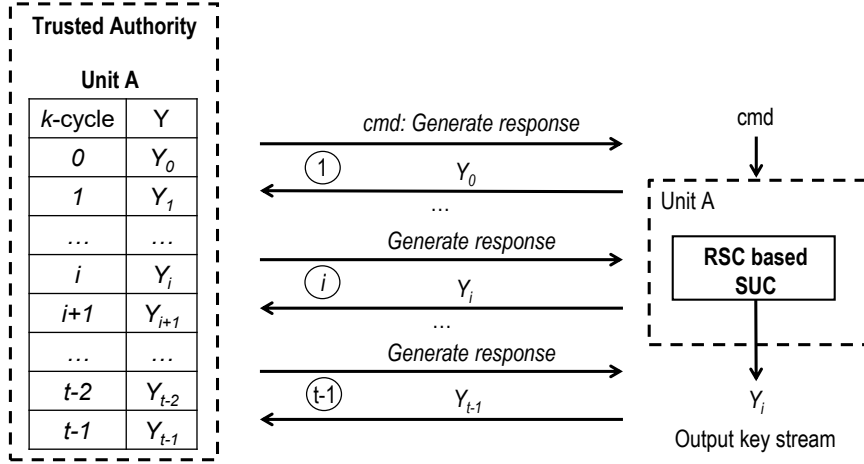 Trusted Authority
Unit A
k-cycle Y
0 Y0
1 Y1
... ...
i Yi
i+1 Yi+1
... ...
t-2 Yt-2
t-1 Yt-1
cmd: Generate response
1
Y0
...
Generate response
i
Yi
...
Generate response
t-1
Yt-1
cmd
Unit A
RSC based
SUC
Yi
Output key stream